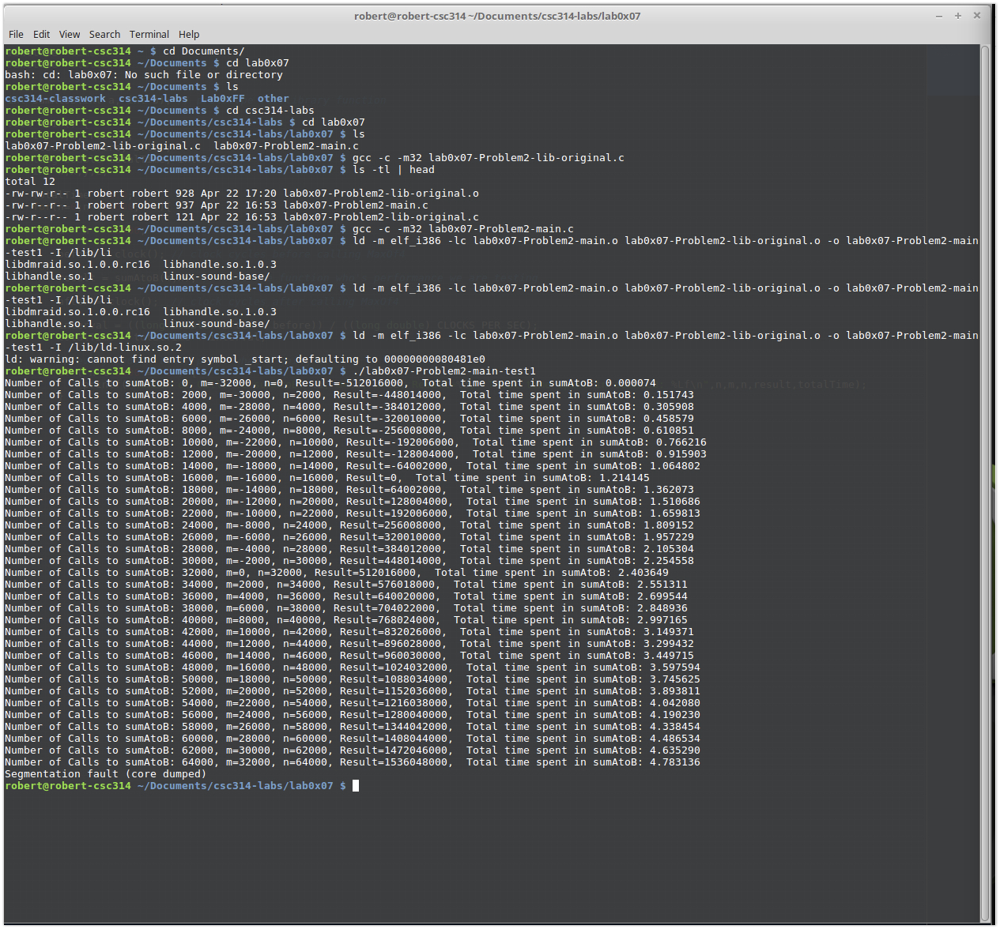 robert@robert-csc314 ~/Documents/csc314-labs/lab0x07
File Edit View Search Terminal Help
robert@robert-csc314 ~ $ cd Documents/
robert@robert-csc314 ~/Documents $ cd lab0x07
bash: cd: lab0x07: No such file or directory
robert@robert-csc314 ~/Documents $ ls
csc314-classwork  csc314-labs  Lab0xFF  other
robert@robert-csc314 ~/Documents $ cd csc314-labs
robert@robert-csc314 ~/Documents/csc314-labs $ cd lab0x07
robert@robert-csc314 ~/Documents/csc314-labs/lab0x07 $ ls
lab0x07-Problem2-lib-original.c  lab0x07-Problem2-main.c
robert@robert-csc314 ~/Documents/csc314-labs/lab0x07 $ gcc -c -m32 lab0x07-Problem2-lib-original.c
robert@robert-csc314 ~/Documents/csc314-labs/lab0x07 $ ls -tl | head
total 12
-rw-rw-r-- 1 robert robert 928 Apr 22 17:20 lab0x07-Problem2-lib-original.o
-rw-r--r-- 1 robert robert 937 Apr 22 16:53 lab0x07-Problem2-main.c
-rw-r--r-- 1 robert robert 121 Apr 22 16:53 lab0x07-Problem2-lib-original.c
robert@robert-csc314 ~/Documents/csc314-labs/lab0x07 $ gcc -c -m32 lab0x07-Problem2-main.c
robert@robert-csc314 ~/Documents/csc314-labs/lab0x07 $ ld -m elf_i386 -lc lab0x07-Problem2-main.o lab0x07-Problem2-lib-original.o -o lab0x07-Problem2-main
-test1 -I /lib/li
libdmraid.so.1.0.0.rc16  libhandle.so.1.0.3
libhandle.so.1           linux-sound-base/
robert@robert-csc314 ~/Documents/csc314-labs/lab0x07 $ ld -m elf_i386 -lc lab0x07-Problem2-main.o lab0x07-Problem2-lib-original.o -o lab0x07-Problem2-main
-test1 -I /lib/li
libdmraid.so.1.0.0.rc16  libhandle.so.1.0.3
libhandle.so.1           linux-sound-base/
robert@robert-csc314 ~/Documents/csc314-labs/lab0x07 $ ld -m elf_i386 -lc lab0x07-Problem2-main.o lab0x07-Problem2-lib-original.o -o lab0x07-Problem2-main
-test1 -I /lib/ld-linux.so.2
ld: warning: cannot find entry symbol _start; defaulting to 00000000080481e0
robert@robert-csc314 ~/Documents/csc314-labs/lab0x07 $ ./lab0x07-Problem2-main-test1
Number of Calls to sumAtoB: 0, m=-32000, n=0, Result=-512016000,  Total time spent in sumAtoB: 0.000074
Number of Calls to sumAtoB: 2000, m=-30000, n=2000, Result=-448014000,  Total time spent in sumAtoB: 0.151743
Number of Calls to sumAtoB: 4000, m=-28000, n=4000, Result=-384012000,  Total time spent in sumAtoB: 0.305908
Number of Calls to sumAtoB: 6000, m=-26000, n=6000, Result=-320010000,  Total time spent in sumAtoB: 0.458579
Number of Calls to sumAtoB: 8000, m=-24000, n=8000, Result=-256008000,  Total time spent in sumAtoB: 0.610851
Number of Calls to sumAtoB: 10000, m=-22000, n=10000, Result=-192006000,  Total time spent in sumAtoB: 0.766216
Number of Calls to sumAtoB: 12000, m=-20000, n=12000, Result=-128004000,  Total time spent in sumAtoB: 0.915903
Number of Calls to sumAtoB: 14000, m=-18000, n=14000, Result=-64002000,  Total time spent in sumAtoB: 1.064802
Number of Calls to sumAtoB: 16000, m=-16000, n=16000, Result=0,  Total time spent in sumAtoB: 1.214145
Number of Calls to sumAtoB: 18000, m=-14000, n=18000, Result=64002000,  Total time spent in sumAtoB: 1.362073
Number of Calls to sumAtoB: 20000, m=-12000, n=20000, Result=128004000,  Total time spent in sumAtoB: 1.510686
Number of Calls to sumAtoB: 22000, m=-10000, n=22000, Result=192006000,  Total time spent in sumAtoB: 1.659813
Number of Calls to sumAtoB: 24000, m=-8000, n=24000, Result=256008000,  Total time spent in sumAtoB: 1.809152
Number of Calls to sumAtoB: 26000, m=-6000, n=26000, Result=320010000,  Total time spent in sumAtoB: 1.957229
Number of Calls to sumAtoB: 28000, m=-4000, n=28000, Result=384012000,  Total time spent in sumAtoB: 2.105304
Number of Calls to sumAtoB: 30000, m=-2000, n=30000, Result=448014000,  Total time spent in sumAtoB: 2.254558
Number of Calls to sumAtoB: 32000, m=0, n=32000, Result=512016000,  Total time spent in sumAtoB: 2.403649
Number of Calls to sumAtoB: 34000, m=2000, n=34000, Result=576018000,  Total time spent in sumAtoB: 2.551311
Number of Calls to sumAtoB: 36000, m=4000, n=36000, Result=640020000,  Total time spent in sumAtoB: 2.699544
Number of Calls to sumAtoB: 38000, m=6000, n=38000, Result=704022000,  Total time spent in sumAtoB: 2.848936
Number of Calls to sumAtoB: 40000, m=8000, n=40000, Result=768024000,  Total time spent in sumAtoB: 2.997165
Number of Calls to sumAtoB: 42000, m=10000, n=42000, Result=832026000,  Total time spent in sumAtoB: 3.149371
Number of Calls to sumAtoB: 44000, m=12000, n=44000, Result=896028000,  Total time spent in sumAtoB: 3.299432
Number of Calls to sumAtoB: 46000, m=14000, n=46000, Result=960030000,  Total time spent in sumAtoB: 3.449715
Number of Calls to sumAtoB: 48000, m=16000, n=48000, Result=1024032000,  Total time spent in sumAtoB: 3.597594
Number of Calls to sumAtoB: 50000, m=18000, n=50000, Result=1088034000,  Total time spent in sumAtoB: 3.745625
Number of Calls to sumAtoB: 52000, m=20000, n=52000, Result=1152036000,  Total time spent in sumAtoB: 3.893811
Number of Calls to sumAtoB: 54000, m=22000, n=54000, Result=1216038000,  Total time spent in sumAtoB: 4.042080
Number of Calls to sumAtoB: 56000, m=24000, n=56000, Result=1280040000,  Total time spent in sumAtoB: 4.190230
Number of Calls to sumAtoB: 58000, m=26000, n=58000, Result=1344042000,  Total time spent in sumAtoB: 4.338454
Number of Calls to sumAtoB: 60000, m=28000, n=60000, Result=1408044000,  Total time spent in sumAtoB: 4.486534
Number of Calls to sumAtoB: 62000, m=30000, n=62000, Result=1472046000,  Total time spent in sumAtoB: 4.635290
Number of Calls to sumAtoB: 64000, m=32000, n=64000, Result=1536048000,  Total time spent in sumAtoB: 4.783136
Segmentation fault (core dumped)
robert@robert-csc314 ~/Documents/csc314-labs/lab0x07 $